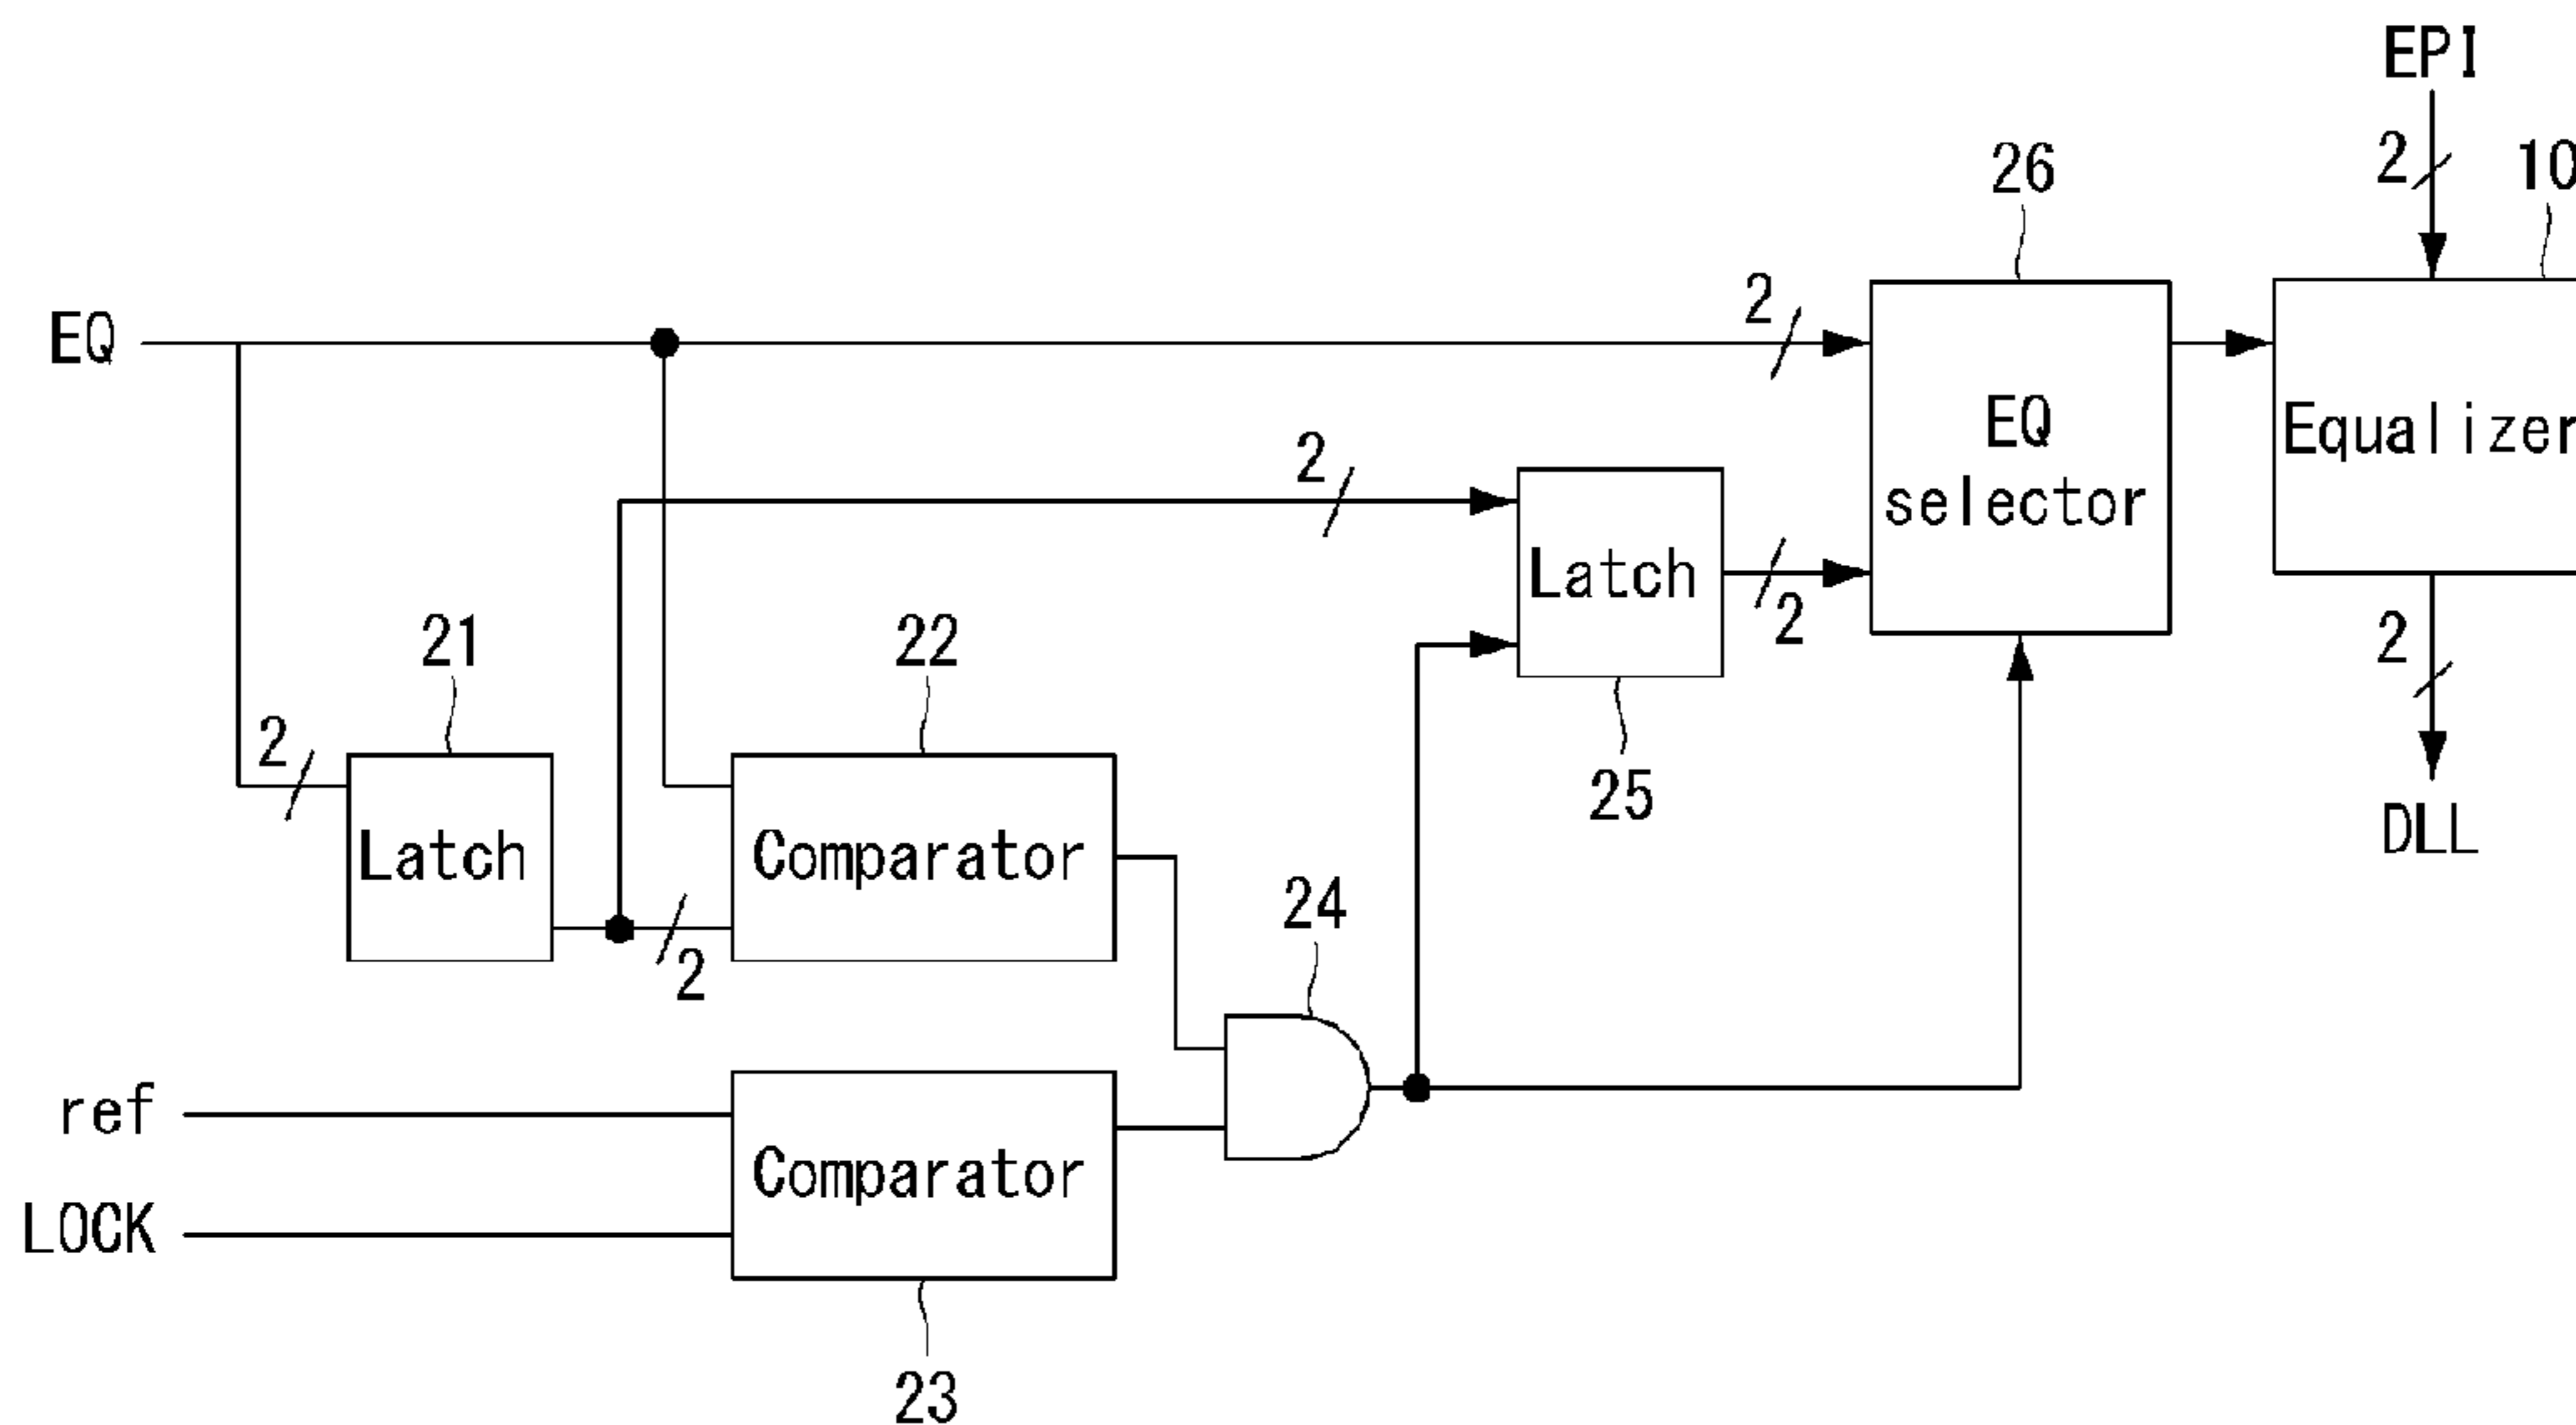 EPI
2
10
26
EQ
2
EQ
selector
Equalizer
2
Latch
2
25
2
DLL
21
22
2
Latch
Comparator
2
24
ref
LOCK
Comparator
23